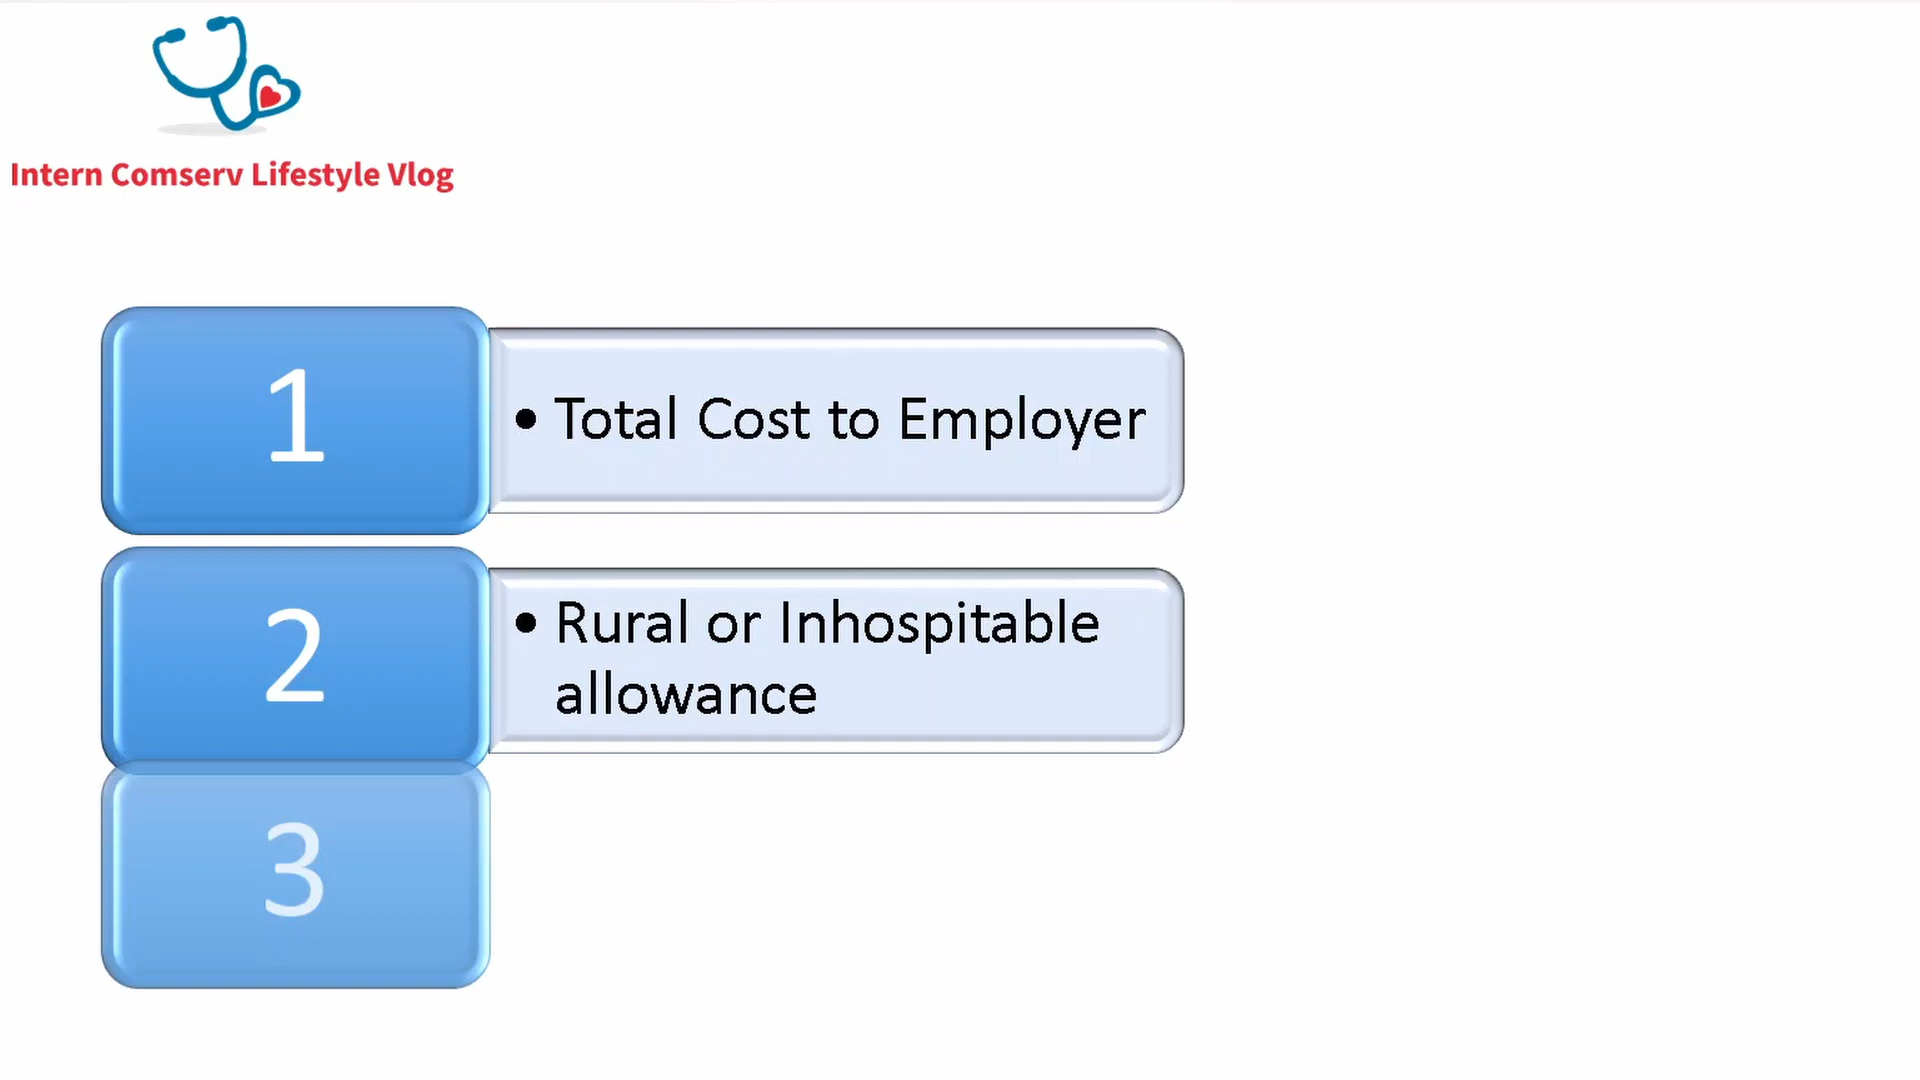 Intern Comserv Lifestyle Vlog
1
• Total Cost to Employer
2
• Rural or Inhospitable
allowance
3